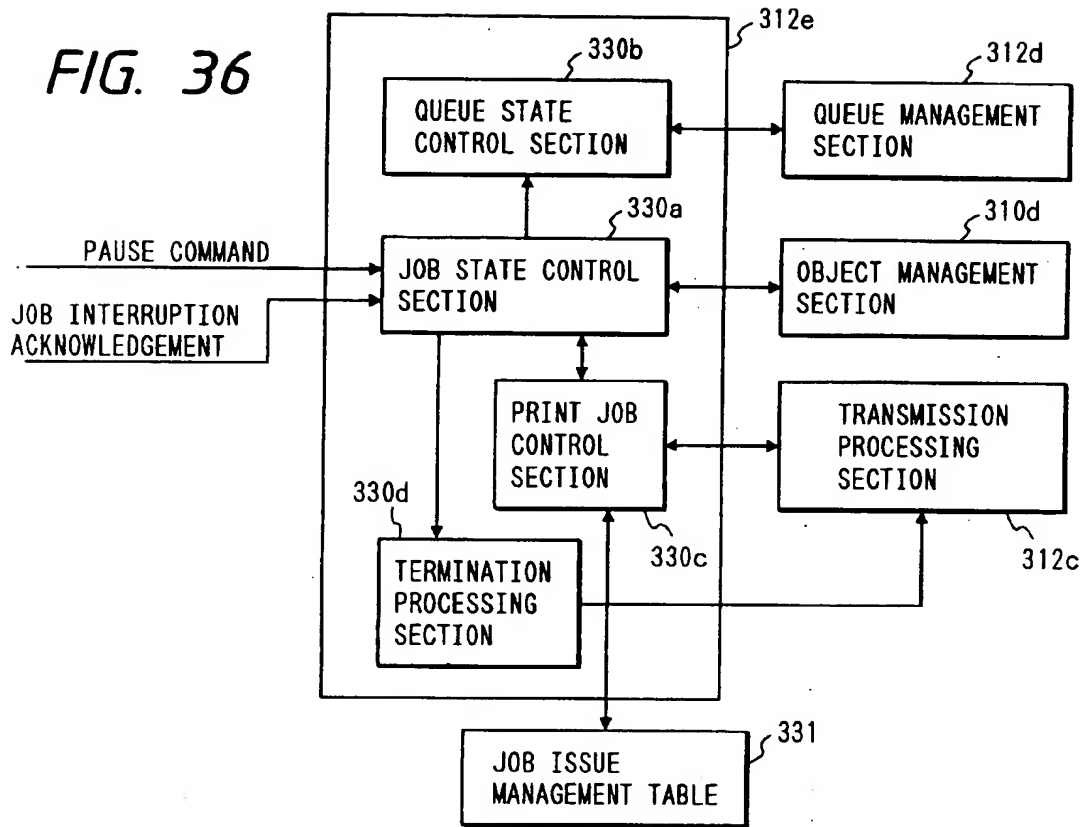 FIG. 36
312e
330b
QUEUE STATE
CONTROL SECTION
312d
QUEUE MANAGEMENT
SECTION
330a
JOB STATE CONTROL
SECTION
310d
OBJECT MANAGEMENT
SECTION
PAUSE COMMAND
JOB INTERRUPTION
ACKNOWLEDGEMENT
PRINT JOB
CONTROL
SECTION
330c
TRANSMISSION
PROCESSING
SECTION
312c
330d
TERMINATION
PROCESSING
SECTION
331
JOB ISSUE
MANAGEMENT TABLE